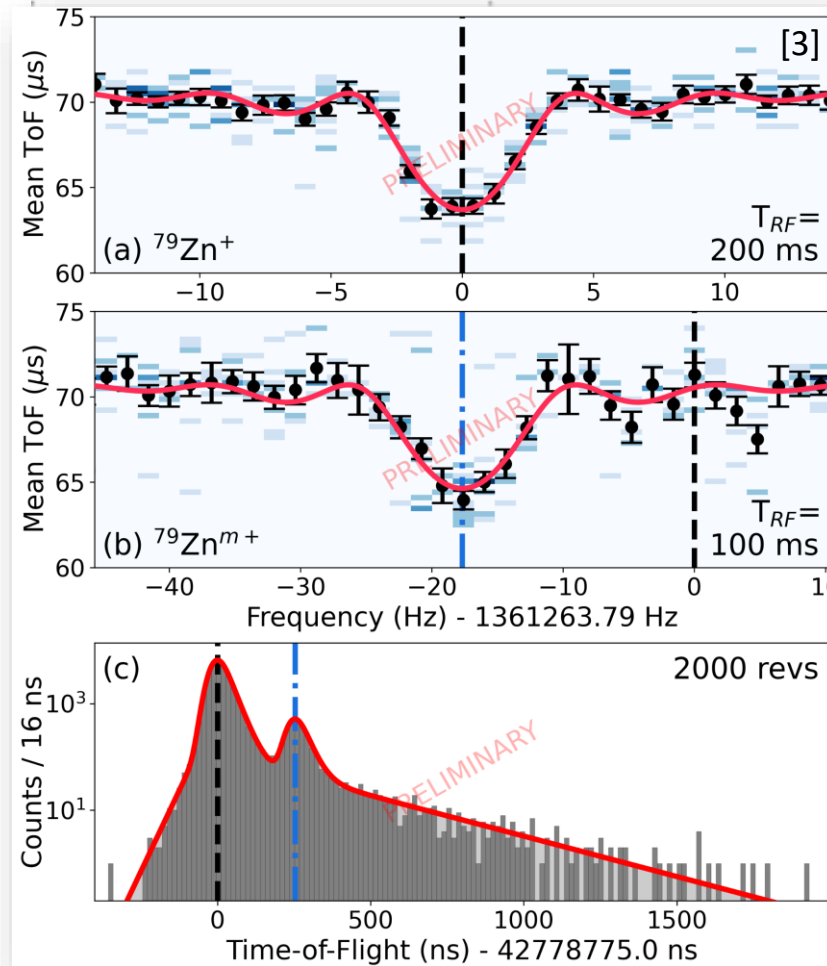 75
[3]
70
65
60
Mean ToF (μs)
PRELIMINARY
(a) ⁷⁹Zn⁺
T_RF=
200 ms
−10 −5 0 5 10
75
70
65
60
Mean ToF (μs)
PRELIMINARY
(b) ⁷⁹Znᵐ⁺
T_RF=
100 ms
−40 −30 −20 −10 0 10
Frequency (Hz) - 1361263.79 Hz
(c)
2000 revs
10³
10¹
Counts / 16 ns
PRELIMINARY
0 500 1000 1500
Time-of-Flight (ns) - 42778775.0 ns